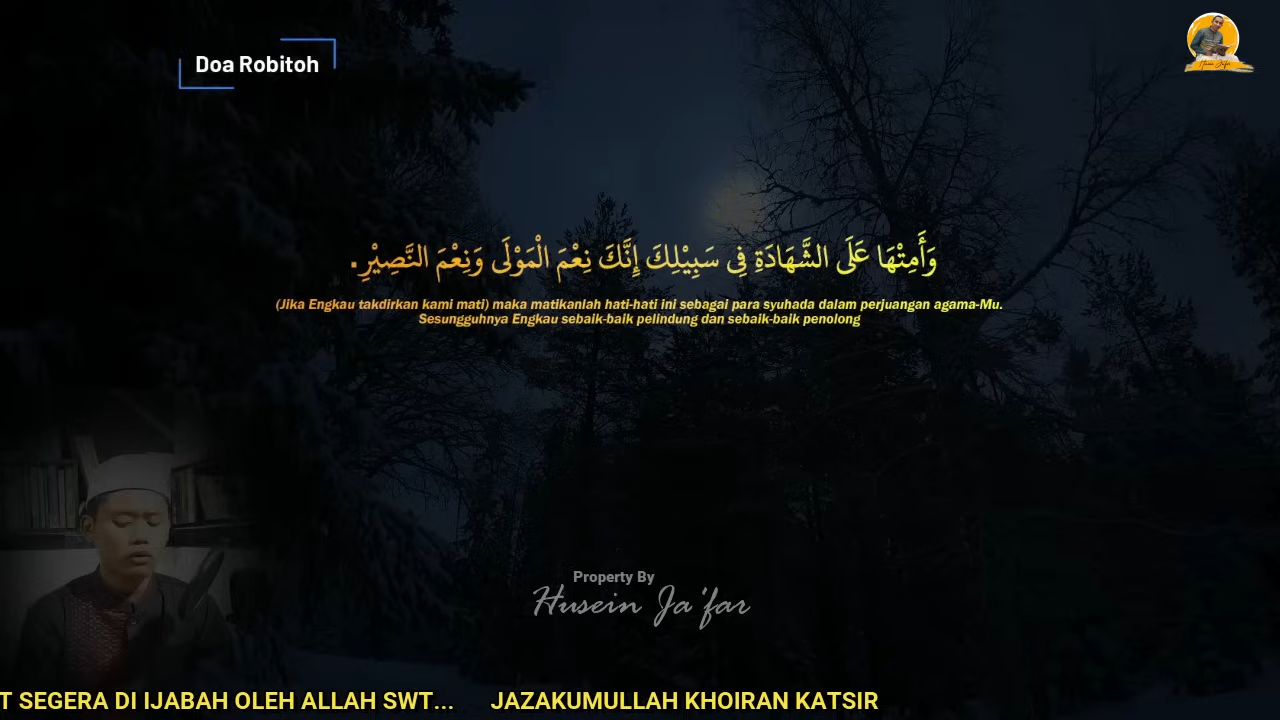 Doa Robitoh
وَأَمِتْهَا عَلَى الشَّهَادَةِ فِى سَبِيْلِكَ إِنَّكَ نِعْمَ الْمَوْلَى وَنِعْمَ النَّصِيْرِ.
(Jika Engkau takdirkan kami mati) maka matikanlah hati-hati ini sebagai para syuhada dalam perjuangan agama-Mu.
Sesungguhnya Engkau sebaik-baik pelindung dan sebaik-baik penolong
Property By
Husein Ja'far
T SEGERA DI IJABAH OLEH ALLAH SWT... JAZAKUMULLAH KHOIRAN KATSIR